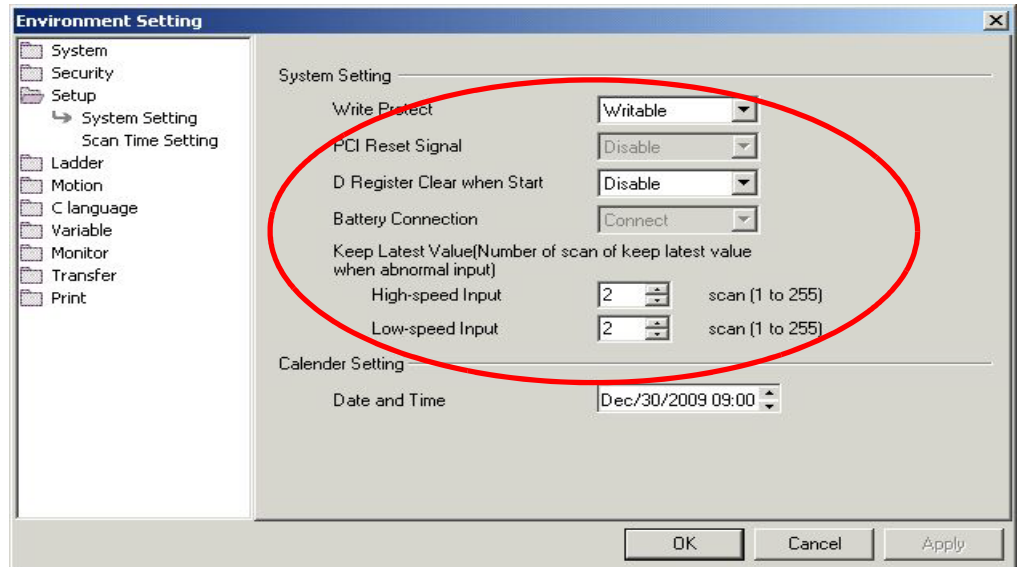 Environment Setting
System
Security
Setup
System Setting
Scan Time Setting
Ladder
Motion
C language
Variable
Monitor
Transfer
Print
System Setting
Write Protect Writable
PCI Reset Signal Disable
D Register Clear when Start Disable
Battery Connection Connect
Keep Latest Value(Number of scan of keep latest value
when abnormal input)
High-speed Input 2 scan (1 to 255)
Low-speed Input 2 scan (1 to 255)
Calender Setting
Date and Time Dec/30/2009 09:00
OK Cancel Apply